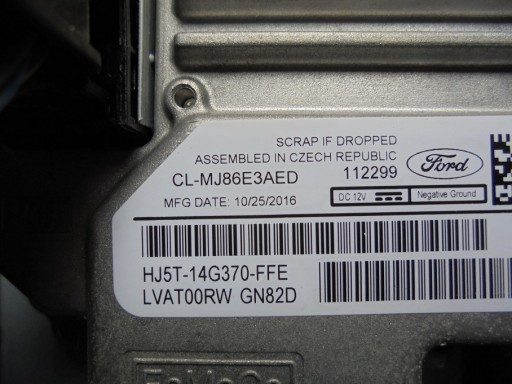 SCRAP IF DROPPED
ASSEMBLED IN CZECH REPUBLIC
CL-MJ86E3AED 112299
Ford
MFG DATE: 10/25/2016
DC 12V Negative Ground
HJ5T-14G370-FFE
LVAT00RW GN82D
FoMoCo